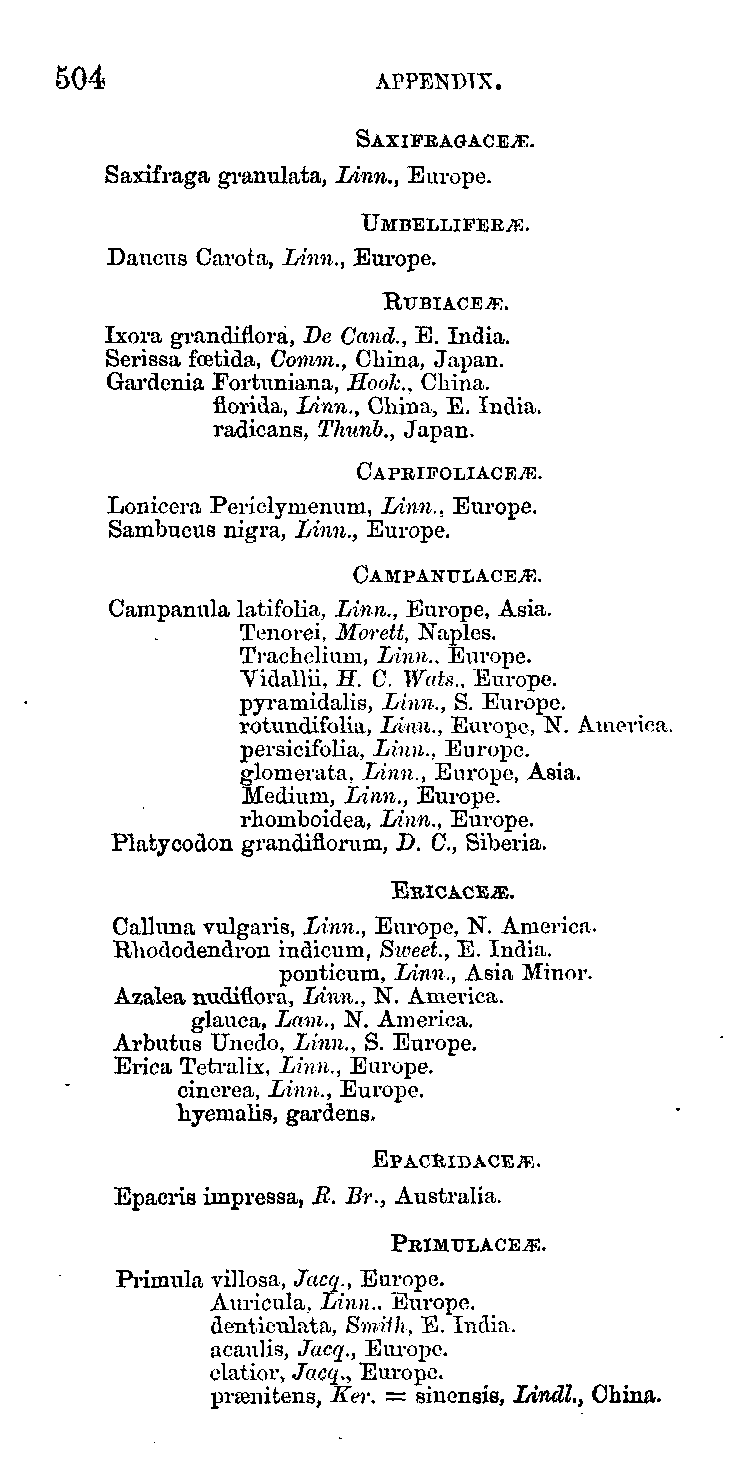 504 APPENDIX.
SAXIFRAGACEÆ.
Saxifraga granulata, Linn., Europe.
UMBELLIFERÆ.
Daucus Carota, Linn., Europe.
RUBIACEÆ.
Ixora grandiflora, De Cand., E. India.
Serissa fœtida, Comm., China, Japan.
Gardenia Fortuniana, Hook., China.
florida, Linn., China, E. India.
radicans, Thunb., Japan.
CAPRIFOLIACEÆ.
Lonicera Periclymenum, Linn., Europe.
Sambucus nigra, Linn., Europe.
CAMPANULACEÆ.
Campanula latifolia, Linn., Europe, Asia.
Tenorei, Morett, Naples.
Trachelium, Linn., Europe.
Vidallii, H. C. Wats., Europe.
pyramidalis, Linn., S. Europe.
rotundifolia, Linn., Europe, N. America.
persicifolia, Linn., Europe.
glomerata, Linn., Europe, Asia.
Medium, Linn., Europe.
rhomboidea, Linn., Europe.
Platycodon grandiflorum, D. C., Siberia.
ERICACEÆ.
Calluna vulgaris, Linn., Europe, N. America.
Rhododendron indicum, Sweet., E. India.
ponticum, Linn., Asia Minor.
Azalea nudiflora, Linn., N. America.
glauca, Lam., N. America.
Arbutus Unedo, Linn., S. Europe.
Erica Tetralix, Linn., Europe.
cinerea, Linn., Europe.
hyemalis, gardens.
EPACRIDACEÆ.
Epacris impressa, R. Br., Australia.
PRIMULACEÆ.
Primula villosa, Jacq., Europe.
Auricula, Linn., Europe.
denticulata, Smith, E. India.
acaulis, Jacq., Europe.
elatior, Jacq., Europe.
prænitens, Ker. = sinensis, Lindl., China.